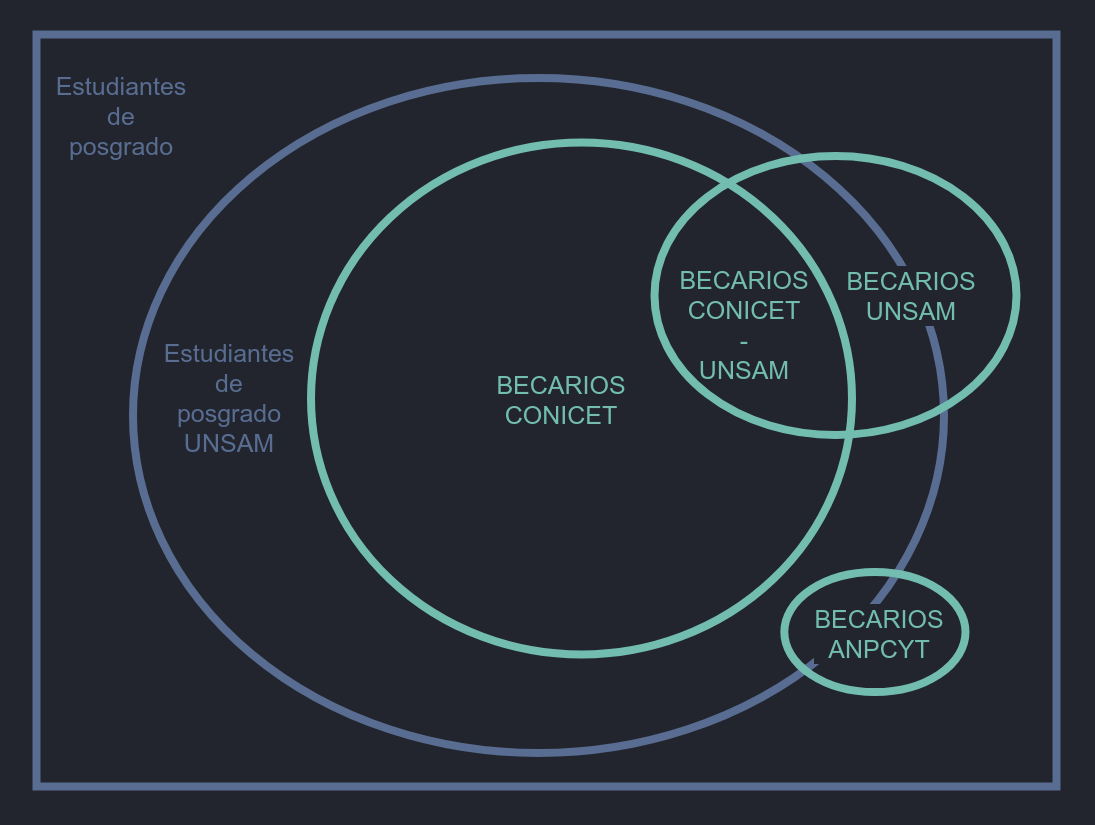 Estudiantes
de
posgrado
BECARIOS
CONICET
-
UNSAM
BECARIOS
UNSAM
Estudiantes
de
posgrado
UNSAM
BECARIOS
CONICET
BECARIOS
ANPCYT